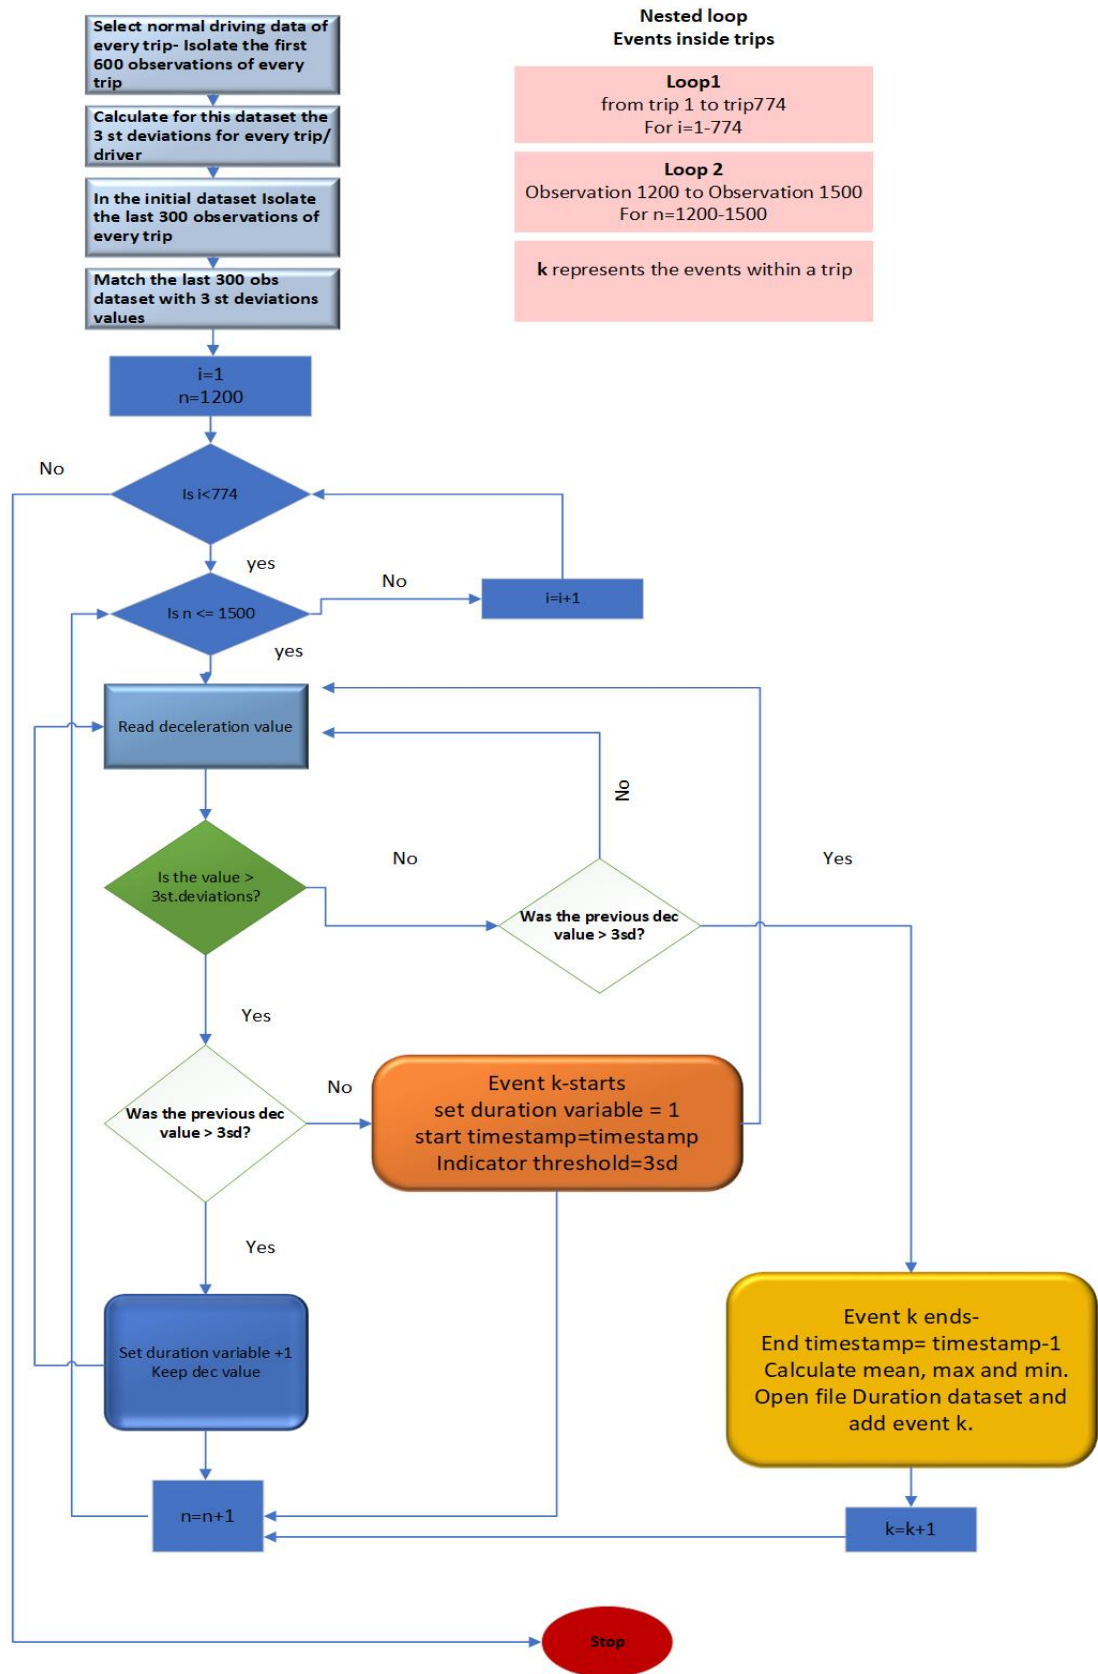 Select normal driving data of
every trip- Isolate the first
600 observations of every
trip
Calculate for this dataset the
3 st deviations for every trip/
driver
In the initial dataset Isolate
the last 300 observations of
every trip
Match the last 300 obs
dataset with 3 st deviations
values
Nested loop
Events inside trips
Loop1
from trip 1 to trip774
For i=1-774
Loop 2
Observation 1200 to Observation 1500
For n=1200-1500
k represents the events within a trip
i=1
n=1200
No
Is i<774
yes
No
i=i+1
Is n <= 1500
yes
Read deceleration value
No
Is the value >
3st.deviations?
No
Yes
Was the previous dec
value > 3sd?
Yes
No
Was the previous dec
value > 3sd?
Event k-starts
set duration variable = 1
start timestamp=timestamp
Indicator threshold=3sd
Yes
Set duration variable +1
Keep dec value
Event k ends-
End timestamp= timestamp-1
Calculate mean, max and min.
Open file Duration dataset and
add event k.
n=n+1
k=k+1
Stop